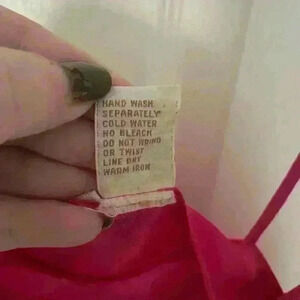 HAND WASH
SEPARATELY
COLD WATER
NO BLEACH
DO NOT WRING
OR TWIST
LINE DRY
WARM IRON